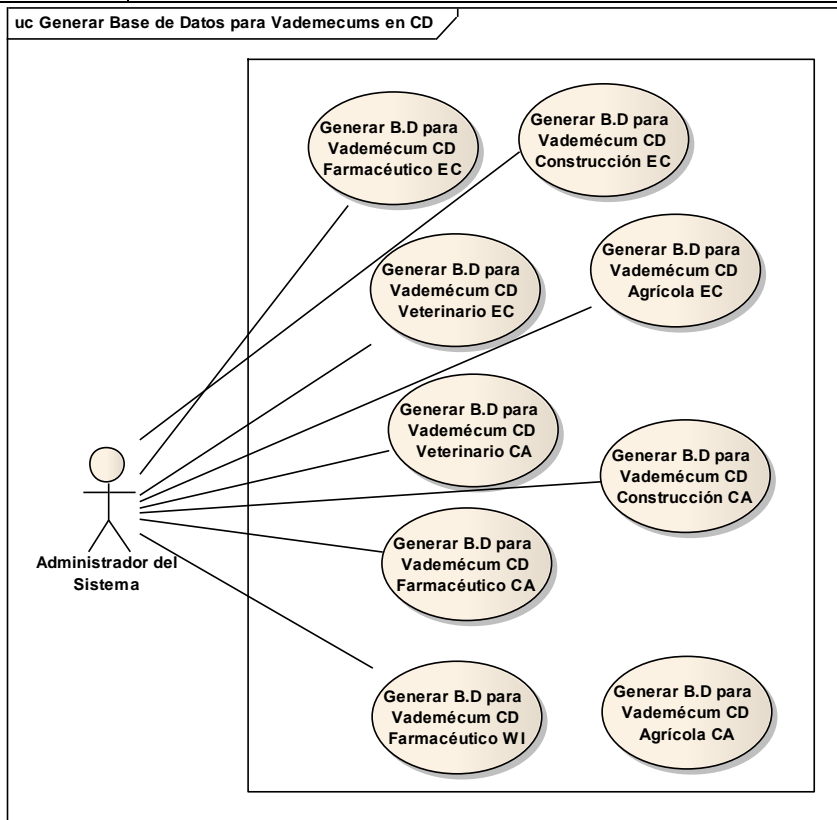 uc Generar Base de Datos para Vademecums en CD
Generar B.D para
Vademécum CD
Farmacéutico EC
Generar B.D para
Vademécum CD
Construcción EC
Generar B.D para
Vademécum CD
Veterinario EC
Generar B.D para
Vademécum CD
Agrícola EC
Generar B.D para
Vademécum CD
Veterinario CA
Generar B.D para
Vademécum CD
Construcción CA
Administrador del
Sistema
Generar B.D para
Vademécum CD
Farmacéutico CA
Generar B.D para
Vademécum CD
Farmacéutico WI
Generar B.D para
Vademécum CD
Agrícola CA